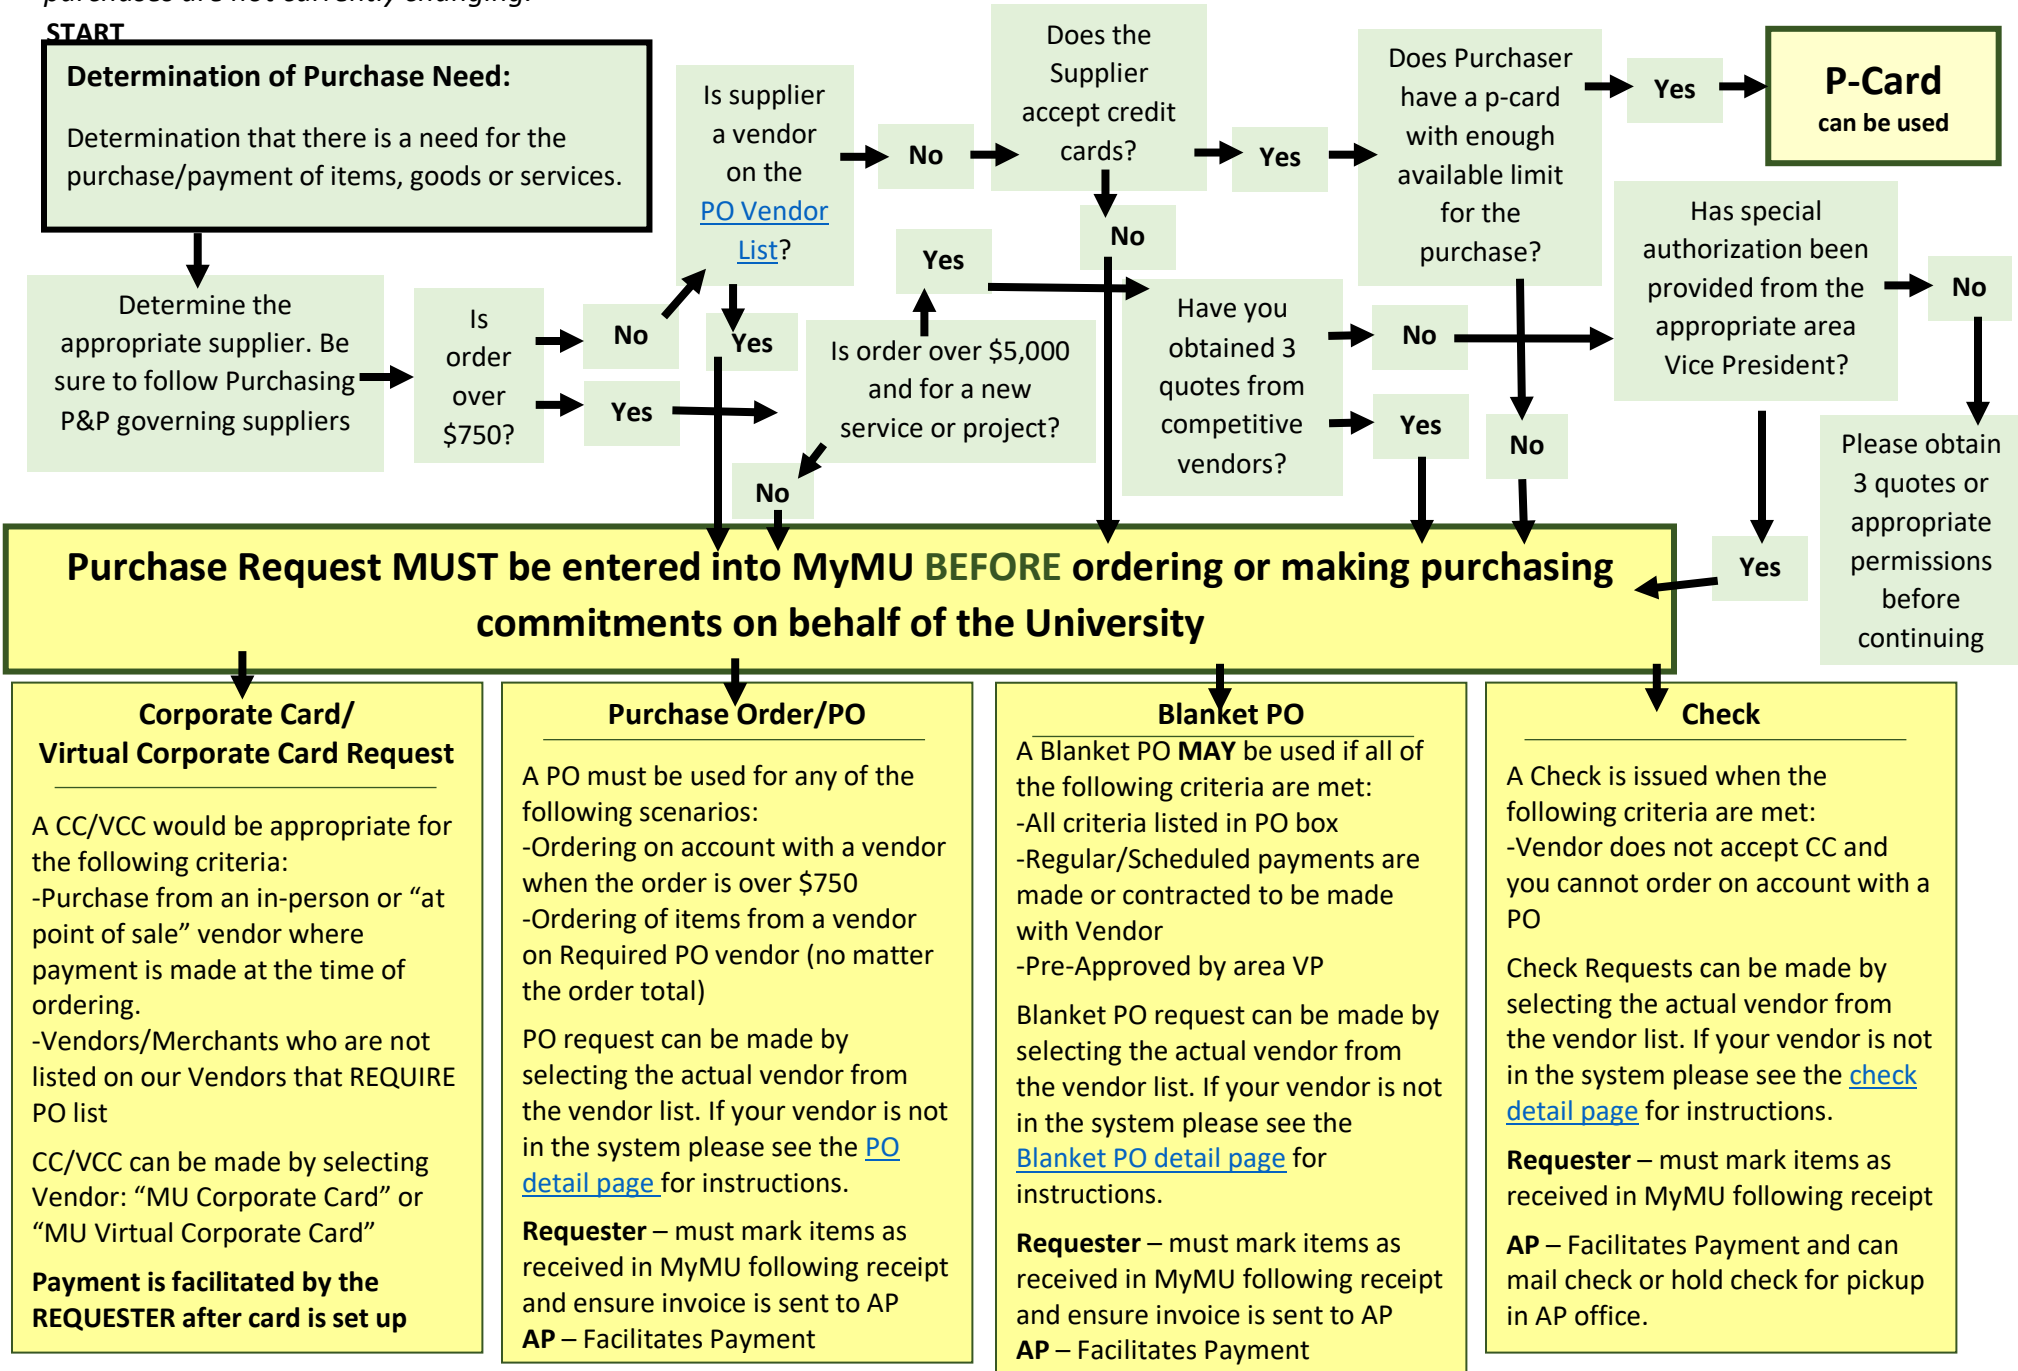 purchases are not currently changing.
START
Determination of Purchase Need:
Determination that there is a need for the
purchase/payment of items, goods or services.
Determine the
appropriate supplier. Be
sure to follow Purchasing
P&P governing suppliers
Is
order
over
$750?
No
Yes
Is supplier
a vendor
on the
PO Vendor
List?
No
Yes
Does the
Supplier
accept credit
cards?
Yes
No
Does Purchaser
have a p-card
with enough
available limit
for the
purchase?
Yes
No
P-Card
can be used
Is order over $5,000
and for a new
service or project?
Yes
No
Have you
obtained 3
quotes from
competitive
vendors?
No
Yes
Has special
authorization been
provided from the
appropriate area
Vice President?
No
Yes
Please obtain
3 quotes or
appropriate
permissions
before
continuing
Purchase Request MUST be entered into MyMU BEFORE ordering or making purchasing
commitments on behalf of the University
Corporate Card/
Virtual Corporate Card Request
A CC/VCC would be appropriate for
the following criteria:
-Purchase from an in-person or “at
point of sale” vendor where
payment is made at the time of
ordering.
-Vendors/Merchants who are not
listed on our Vendors that REQUIRE
PO list
CC/VCC can be made by selecting
Vendor: “MU Corporate Card” or
“MU Virtual Corporate Card”
Payment is facilitated by the
REQUESTER after card is set up
Purchase Order/PO
A PO must be used for any of the
following scenarios:
-Ordering on account with a vendor
when the order is over $750
-Ordering of items from a vendor
on Required PO vendor (no matter
the order total)
PO request can be made by
selecting the actual vendor from
the vendor list. If your vendor is not
in the system please see the PO
detail page for instructions.
Requester – must mark items as
received in MyMU following receipt
and ensure invoice is sent to AP
AP – Facilitates Payment
Blanket PO
A Blanket PO MAY be used if all of
the following criteria are met:
-All criteria listed in PO box
-Regular/Scheduled payments are
made or contracted to be made
with Vendor
-Pre-Approved by area VP
Blanket PO request can be made by
selecting the actual vendor from
the vendor list. If your vendor is not
in the system please see the
Blanket PO detail page for
instructions.
Requester – must mark items as
received in MyMU following receipt
and ensure invoice is sent to AP
AP – Facilitates Payment
Check
A Check is issued when the
following criteria are met:
-Vendor does not accept CC and
you cannot order on account with a
PO
Check Requests can be made by
selecting the actual vendor from
the vendor list. If your vendor is not
in the system please see the check
detail page for instructions.
Requester – must mark items as
received in MyMU following receipt
AP – Facilitates Payment and can
mail check or hold check for pickup
in AP office.